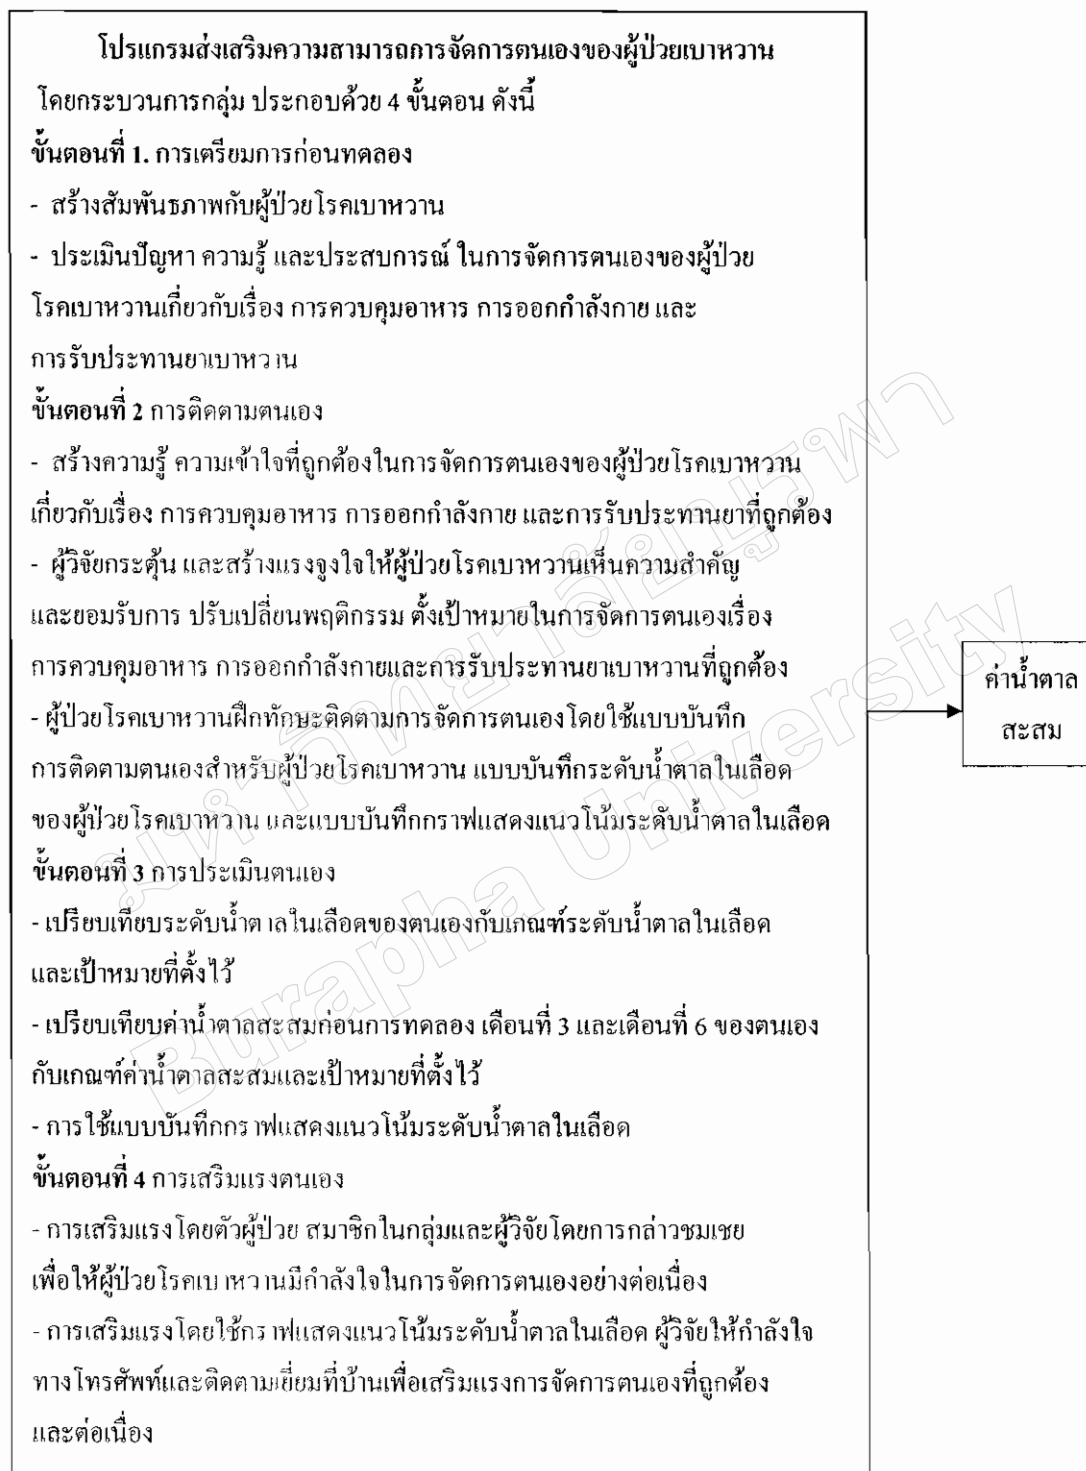 โปรแกรมส่งเสริมความสามารถการจัดการตนเองของผู้ป่วยเบาหวาน
โดยกระบวนการกลุ่ม ประกอบด้วย 4 ขั้นตอน ดังนี้
ขั้นตอนที่ 1. การเตรียมการก่อนทดลอง
- สร้างสัมพันธภาพกับผู้ป่วยโรคเบาหวาน
- ประเมินปัญหา ความรู้ และประสบการณ์ ในการจัดการตนเองของผู้ป่วย
โรคเบาหวานเกี่ยวกับเรื่อง การควบคุมอาหาร การออกกำลังกาย และ
การรับประทานยาเบาหวาน
ขั้นตอนที่ 2 การติดตามตนเอง
- สร้างความรู้ ความเข้าใจที่ถูกต้องในการจัดการตนเองของผู้ป่วยโรคเบาหวาน
เกี่ยวกับเรื่อง การควบคุมอาหาร การออกกำลังกาย และการรับประทานยาที่ถูกต้อง
- ผู้วิจัยกระตุ้น และสร้างแรงจูงใจให้ผู้ป่วยโรคเบาหวานเห็นความสำคัญ
และยอมรับการ ปรับเปลี่ยนพฤติกรรม ตั้งเป้าหมายในการจัดการตนเองเรื่อง
การควบคุมอาหาร การออกกำลังกายและการรับประทานยาเบาหวานที่ถูกต้อง
- ผู้ป่วยโรคเบาหวานฝึกทักษะติดตามการจัดการตนเองโดยใช้แบบบันทึก
การติดตามตนเองสำหรับผู้ป่วยโรคเบาหวาน แบบบันทึกระดับน้ำตาลในเลือด
ของผู้ป่วยโรคเบาหวาน และแบบบันทึกกราฟแสดงแนวโน้มระดับน้ำตาลในเลือด
ขั้นตอนที่ 3 การประเมินตนเอง
- เปรียบเทียบระดับน้ำตาลในเลือดของตนเองกับเกณฑ์ระดับน้ำตาลในเลือด
และเป้าหมายที่ตั้งไว้
- เปรียบเทียบค่าน้ำตาลสะสมก่อนการทดลอง เดือนที่ 3 และเดือนที่ 6 ของตนเอง
กับเกณฑ์ค่าน้ำตาลสะสมและเป้าหมายที่ตั้งไว้
- การใช้แบบบันทึกกราฟแสดงแนวโน้มระดับน้ำตาลในเลือด
ขั้นตอนที่ 4 การเสริมแรงตนเอง
- การเสริมแรงโดยตัวผู้ป่วย สมาชิกในกลุ่มและผู้วิจัยโดยการกล่าวชมเชย
เพื่อให้ผู้ป่วยโรคเบาหวานมีกำลังใจในการจัดการตนเองอย่างต่อเนื่อง
- การเสริมแรงโดยใช้กราฟแสดงแนวโน้มระดับน้ำตาลในเลือด ผู้วิจัยให้กำลังใจ
ทางโทรศัพท์และติดตามเยี่ยมที่บ้านเพื่อเสริมแรงการจัดการตนเองที่ถูกต้อง
และต่อเนื่อง
ค่าน้ำตาล
สะสม
มหาวิทยาลัยบูรพา
Burapha University